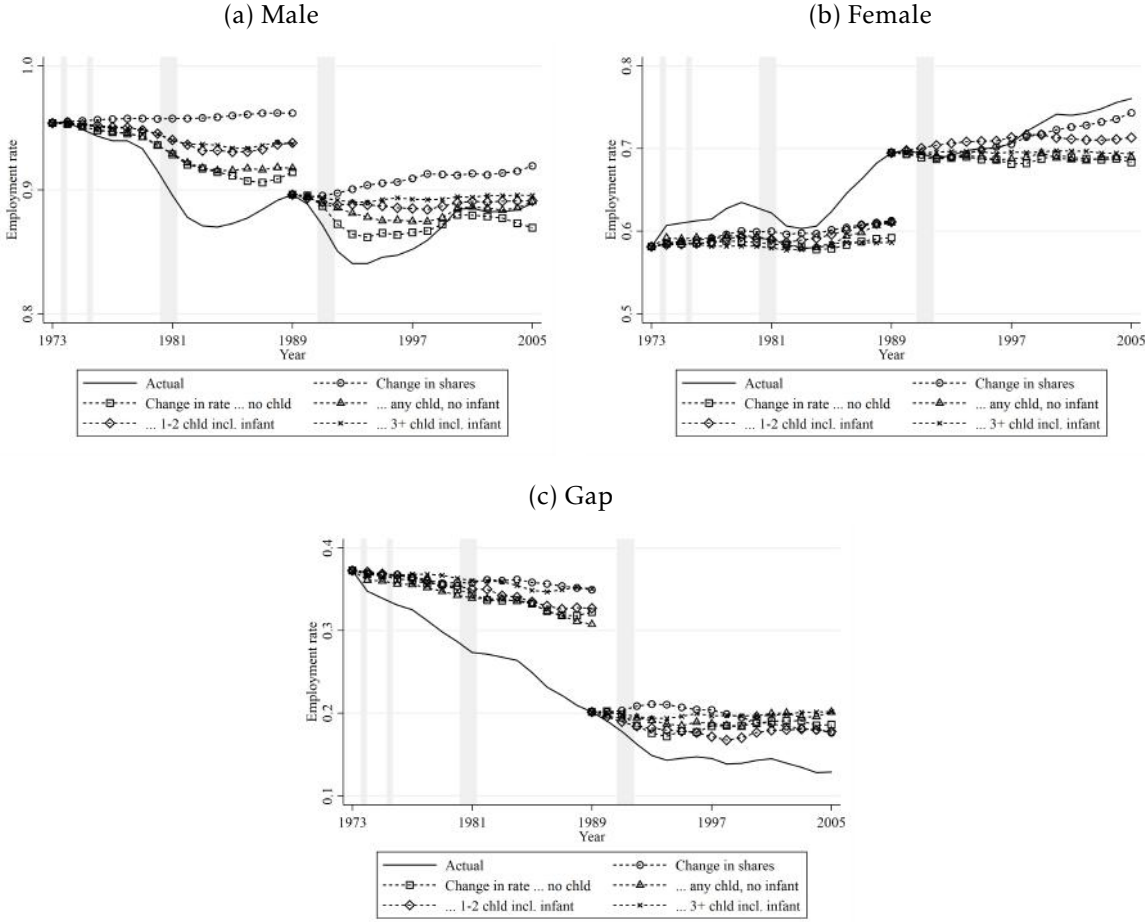 (a) Male
1.0
0.9
0.8
Employment rate
1973 1981 1989 1997 2005
Year
Actual Change in shares
Change in rate ... no chld ... any chld, no infant
... 1-2 chld incl. infant ... 3+ chld incl. infant
(b) Female
0.8
0.7
0.6
0.5
Employment rate
1973 1981 1989 1997 2005
Year
Actual Change in shares
Change in rate ... no chld ... any chld, no infant
... 1-2 chld incl. infant ... 3+ chld incl. infant
(c) Gap
0.4
0.3
0.2
0.1
Employment rate
1973 1981 1989 1997 2005
Year
Actual Change in shares
Change in rate ... no chld ... any chld, no infant
... 1-2 chld incl. infant ... 3+ chld incl. infant